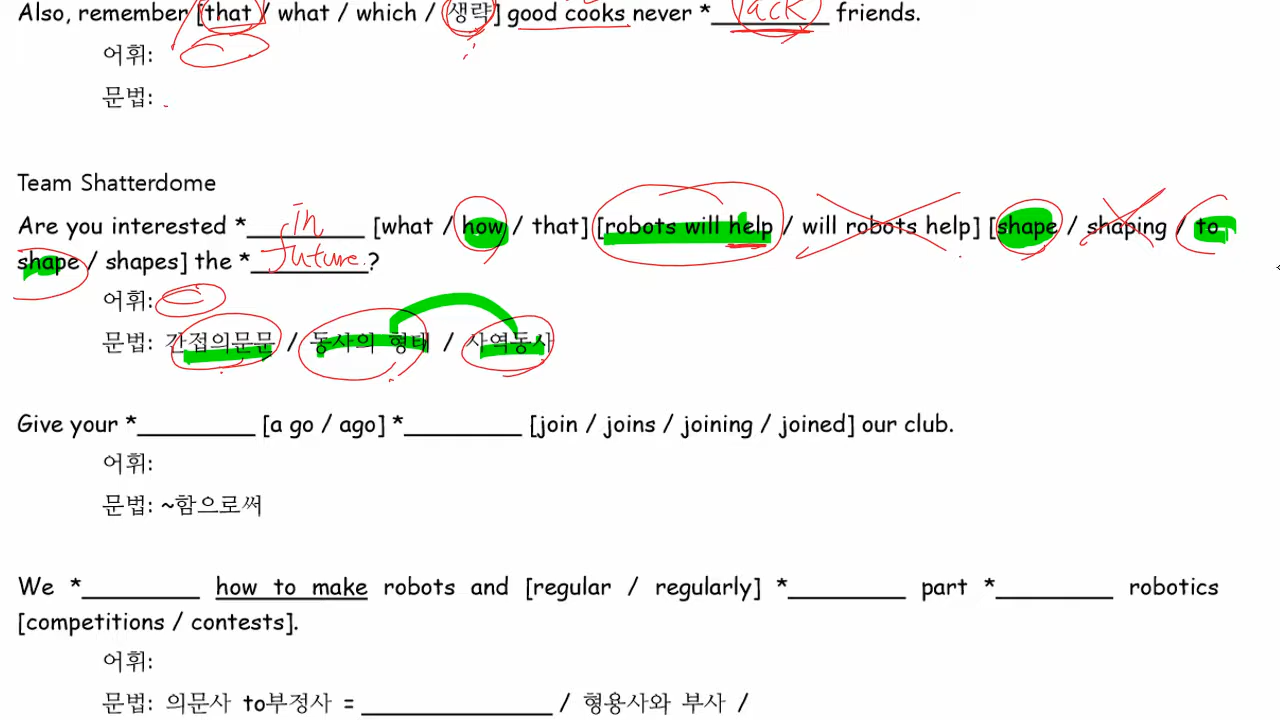 Also, remember [that / what / which / 생략] good cooks never *lack friends.
어휘:
문법:
Team Shatterdome
Are you interested *in [what / how / that] [robots will help / will robots help] [shape / shaping / to
shape / shapes] the *future?
어휘:
문법: 간접의문문 / 동사의 형태 / 사역동사
Give your *__________ [a go / ago] *__________ [join / joins / joining / joined] our club.
어휘:
문법: ~함으로써
We *__________ how to make robots and [regular / regularly] *__________ part *__________ robotics
[competitions / contests].
어휘:
문법: 의문사 to부정사 = ________________ / 형용사와 부사 /